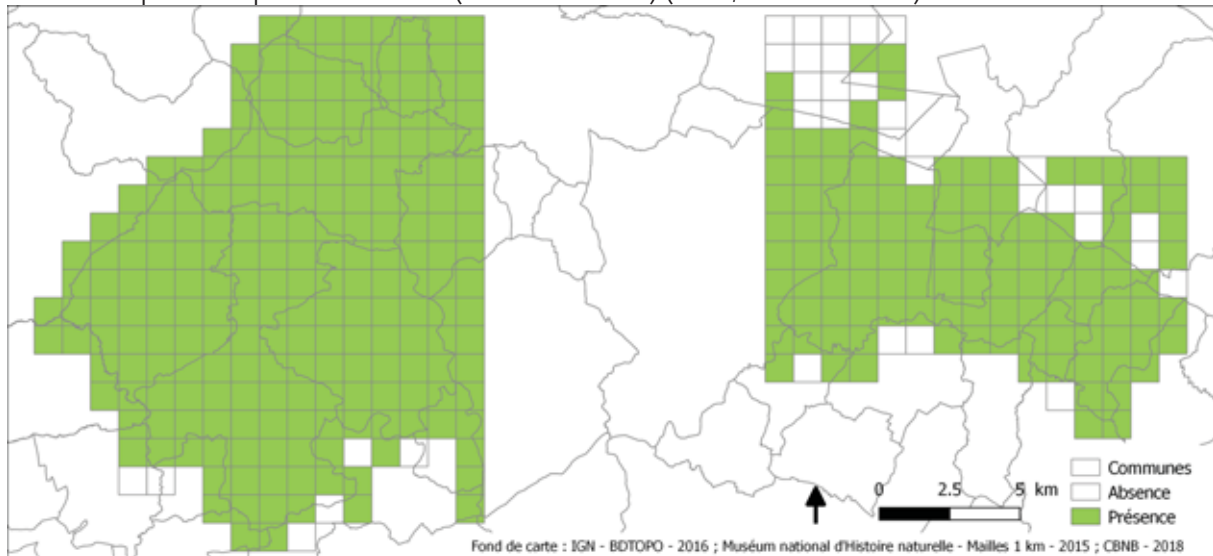 Communes
Absence
Présence
0 2.5 5 km
Fond de carte : IGN - BDTOPO - 2016 ; Muséum national d'Histoire naturelle - Mailles 1 km - 2015 ; CBNB - 2018